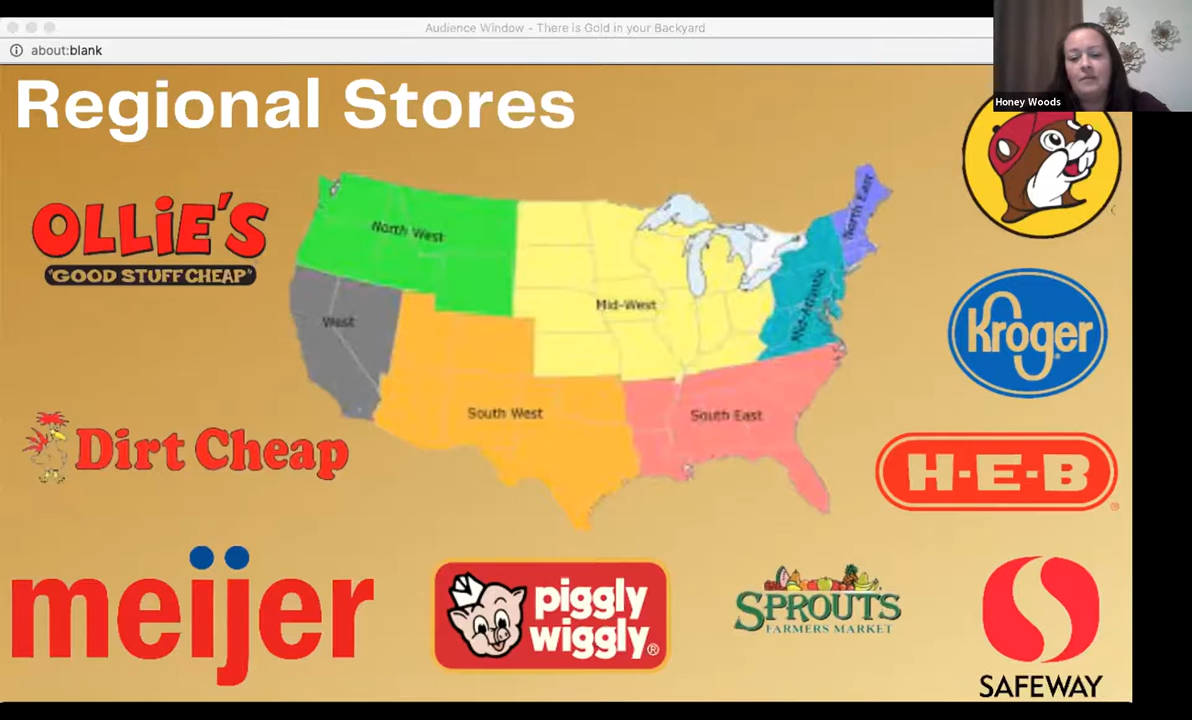 Audience Window - There is Gold in your Backyard
about:blank
Honey Woods
Regional Stores
North East
OLLiE'S
"GOOD STUFF CHEAP"
North West
Mid-West
Mid-Atlantic
West
Kröger
South West
South East
Dirt Cheap
H-E-B
®
meijer
piggly
wiggly®
SPROUTS
FARMERS MARKET
SAFEWAY